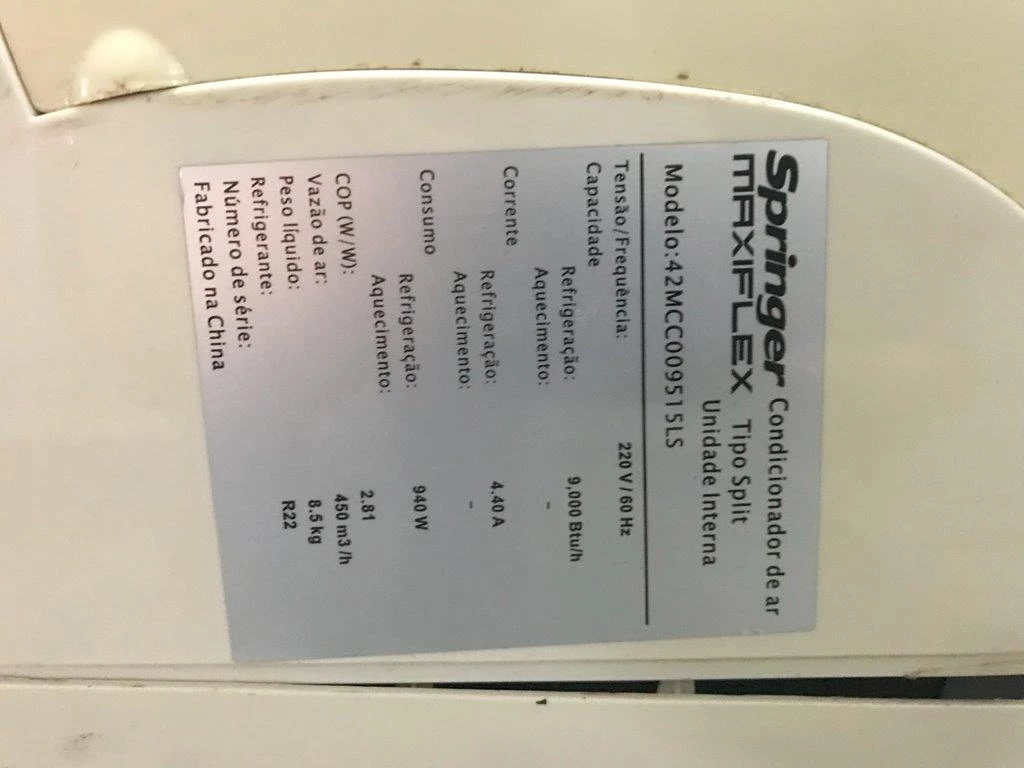 Springer Condicionador de ar
MAXIFLEX Tipo Split
Unidade Interna
Modelo:42MCC009515LS
Tensão/Frequência: 220 V / 60 Hz
Capacidade
Refrigeração: 9,000 Btu/h
Aquecimento: -
Corrente
Refrigeração: 4.40 A
Aquecimento: -
Consumo
Refrigeração: 940 W
Aquecimento:
COP (W/W): 2.81
Vazão de ar: 450 m3 /h
Peso líquido: 8.5 kg
Refrigerante: R22
Número de série:
Fabricado na China